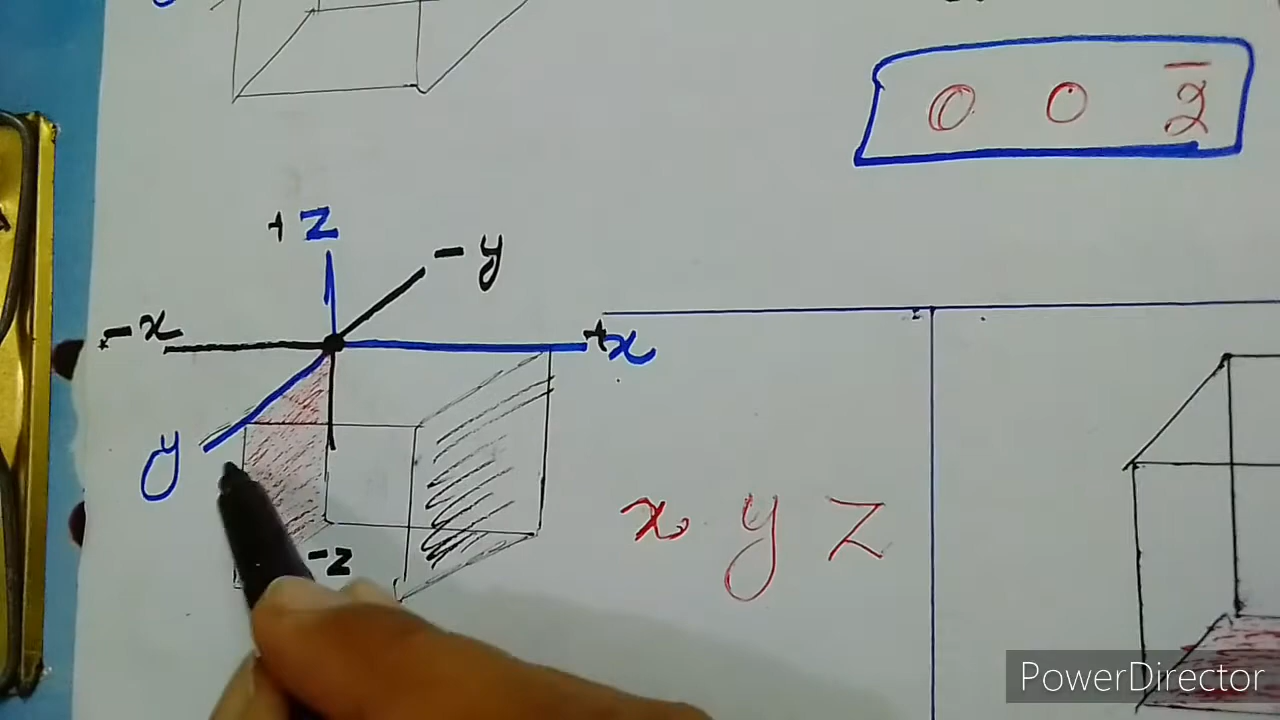 0 0 2̅
+ z
- y
- x
+x
y
x y z
-z
PowerDirector